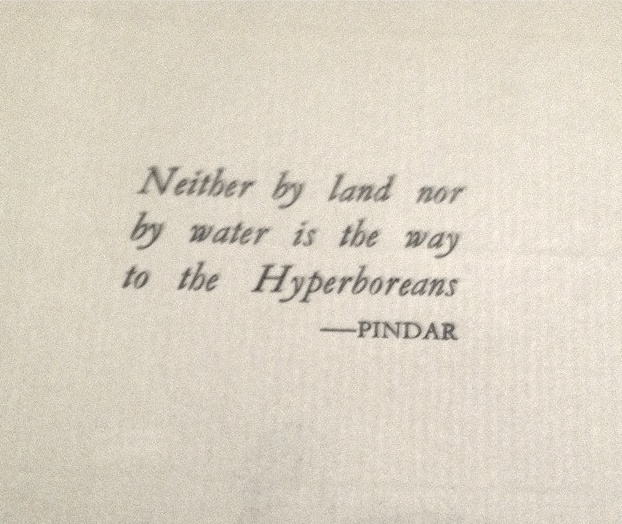 Neither by land nor
by water is the way
to the Hyperboreans
—PINDAR